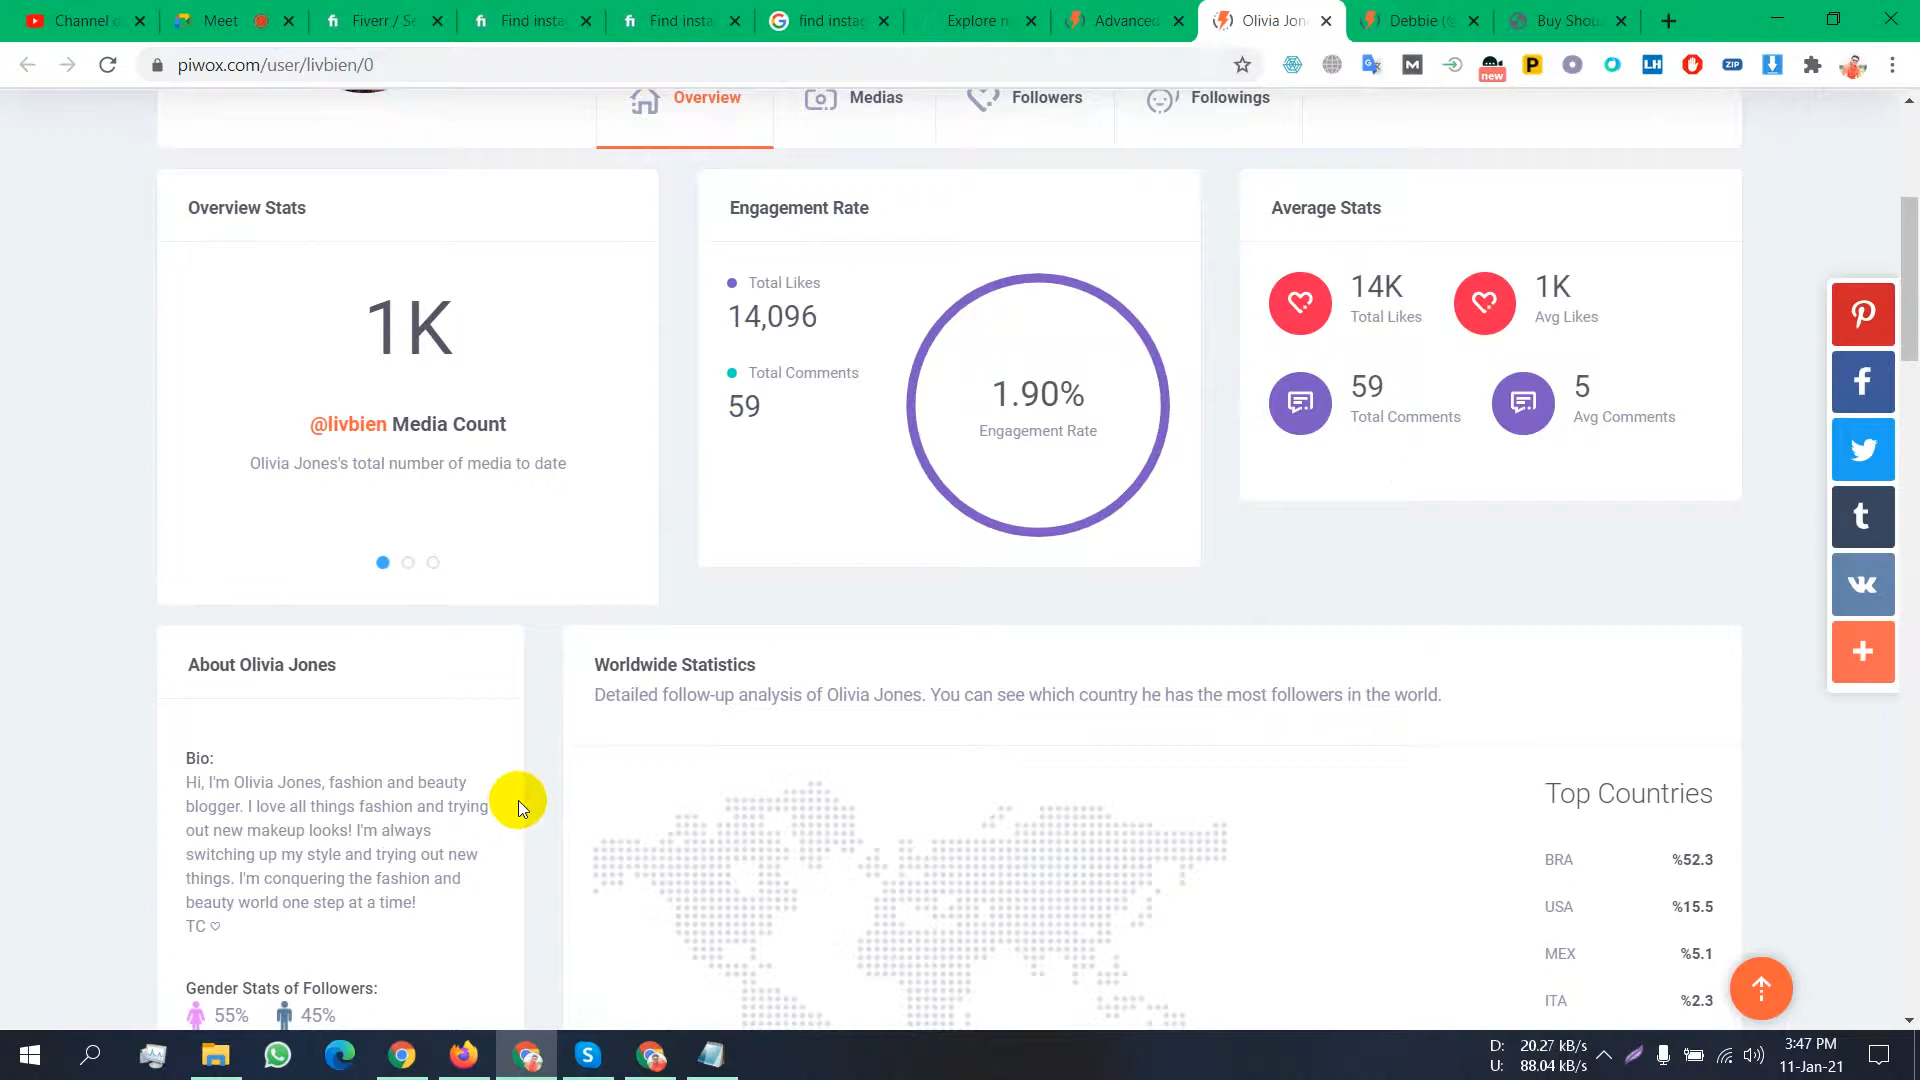 Channel
Meet
Fiverr / Se
Find insta
Find insta
find instag
Explore n
Advanced
Olivia Jon
Debbie (@
Buy Shou
piwox.com/user/livbien/0
new
ZIP
Overview
Medias
Followers
Followings
Overview Stats
1K
@livbien Media Count
Olivia Jones's total number of media to date
Engagement Rate
Total Likes
14,096
Total Comments
59
1.90%
Engagement Rate
Average Stats
14K
Total Likes
1K
Avg Likes
59
Total Comments
5
Avg Comments
About Olivia Jones
Bio:
Hi, I'm Olivia Jones, fashion and beauty
blogger. I love all things fashion and trying
out new makeup looks! I'm always
switching up my style and trying out new
things. I'm conquering the fashion and
beauty world one step at a time!
TC ♡
Gender Stats of Followers:
55% 45%
Worldwide Statistics
Detailed follow-up analysis of Olivia Jones. You can see which country he has the most followers in the world.
Top Countries
BRA %52.3
USA %15.5
MEX %5.1
ITA %2.3
D: 20.27 kB/s
U: 88.04 kB/s
3:47 PM
11-Jan-21